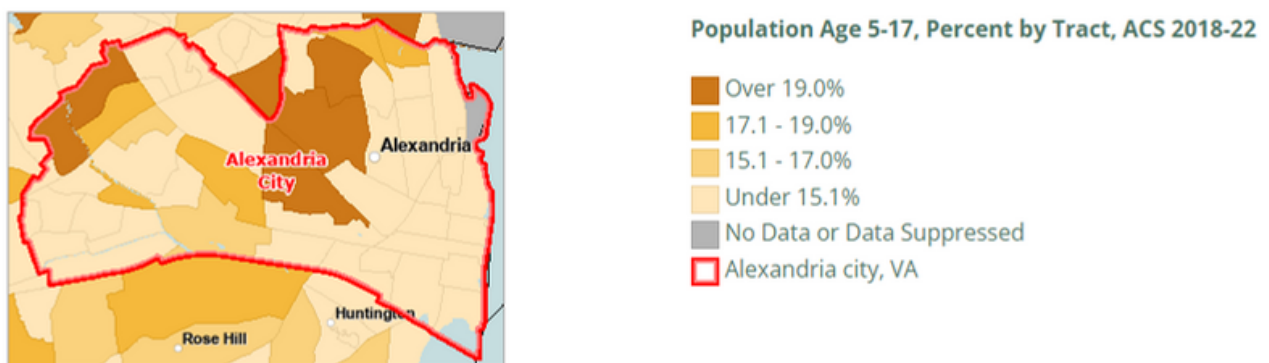 Population Age 5-17, Percent by Tract, ACS 2018-22
Over 19.0%
17.1 - 19.0%
15.1 - 17.0%
Under 15.1%
No Data or Data Suppressed
Alexandria city, VA
Alexandria
Alexandria
City
Huntington
Rose Hill